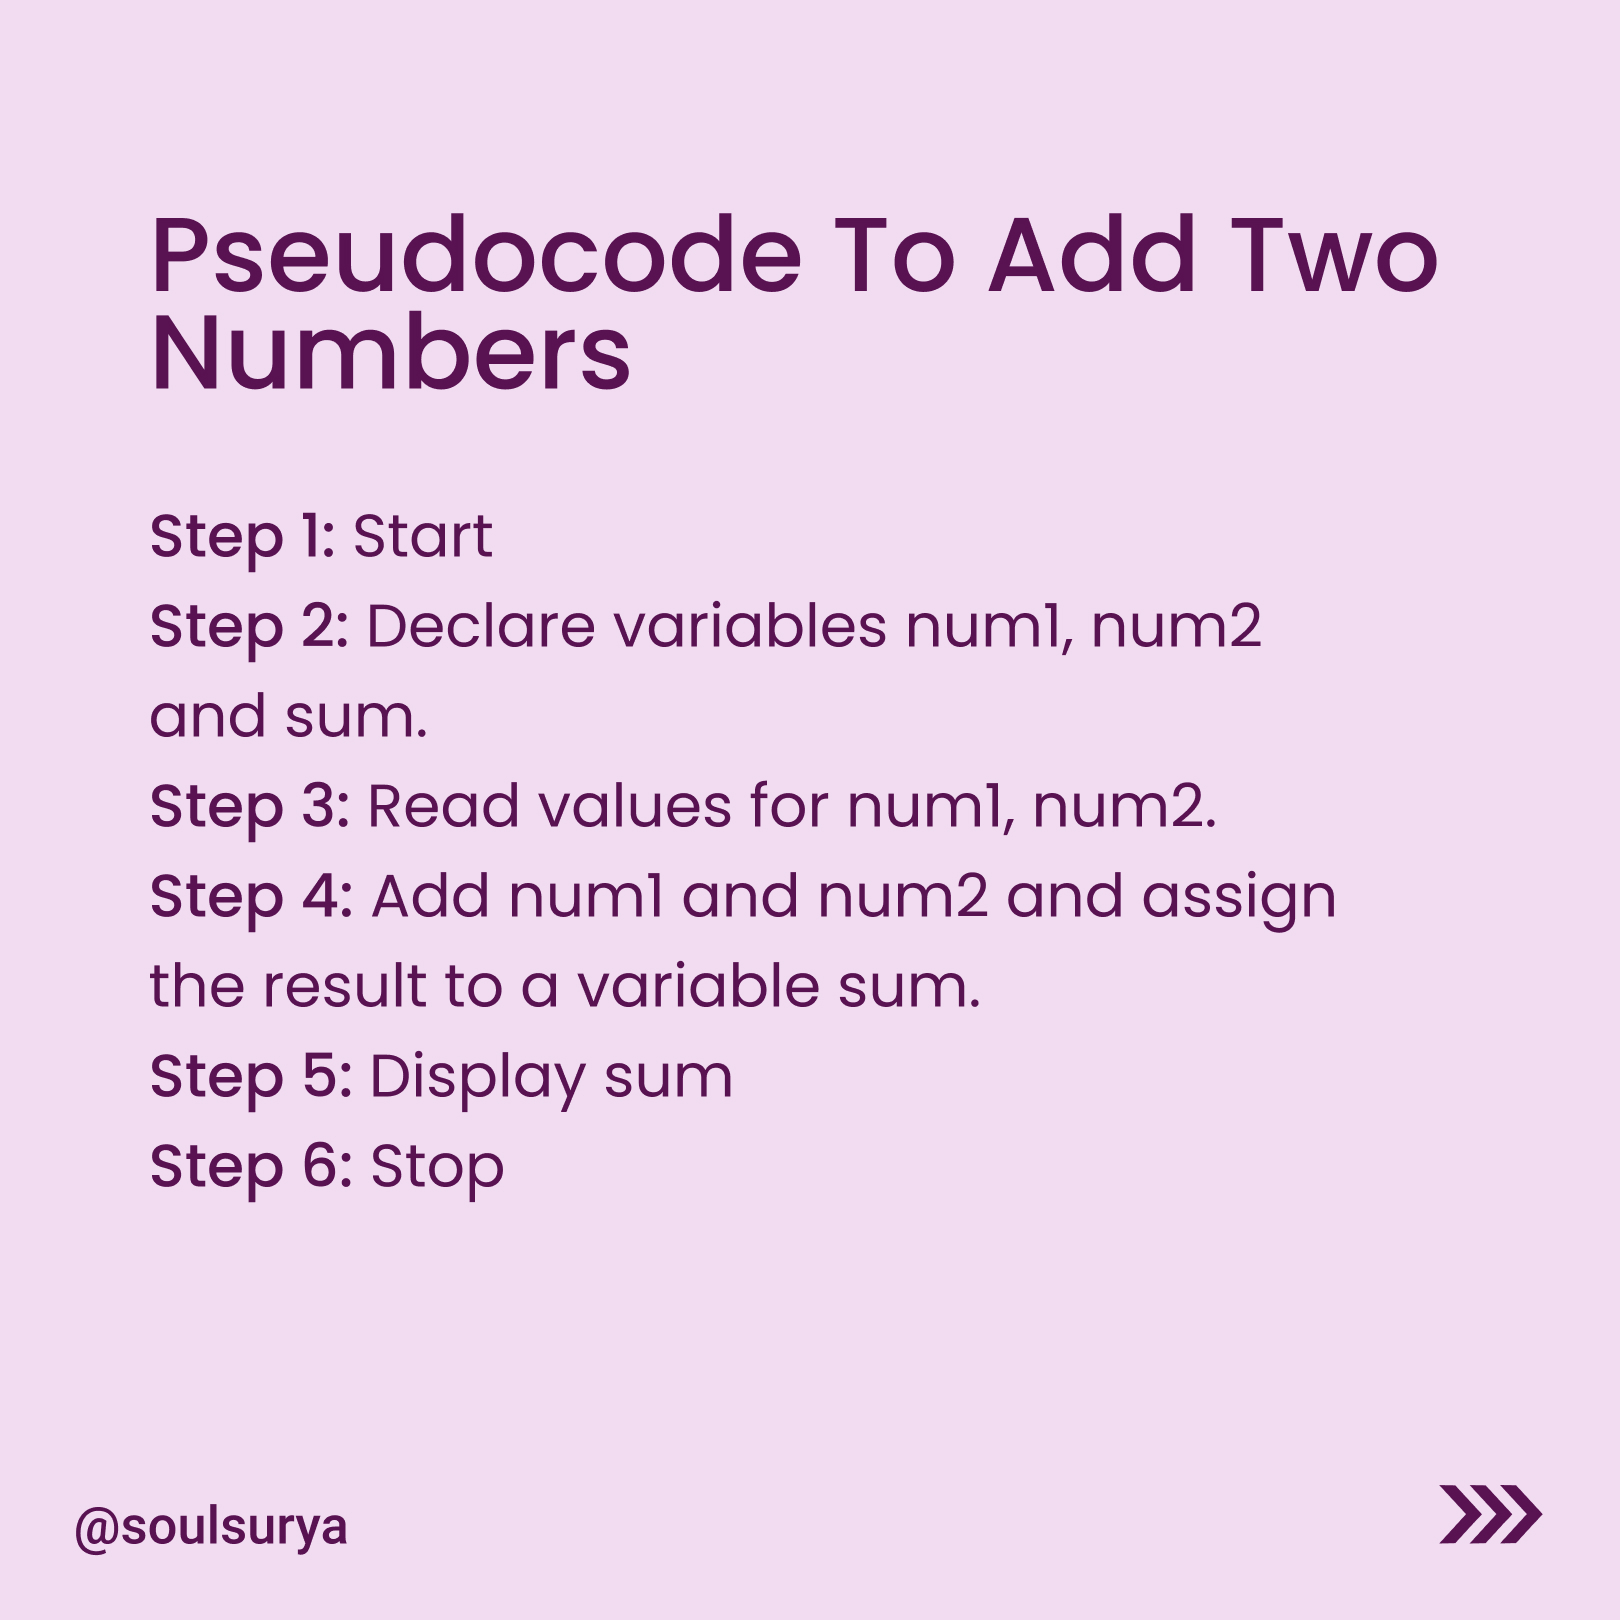 Pseudocode To Add Two
Numbers
Step 1: Start
Step 2: Declare variables num1, num2
and sum.
Step 3: Read values for num1, num2.
Step 4: Add num1 and num2 and assign
the result to a variable sum.
Step 5: Display sum
Step 6: Stop
@soulsurya